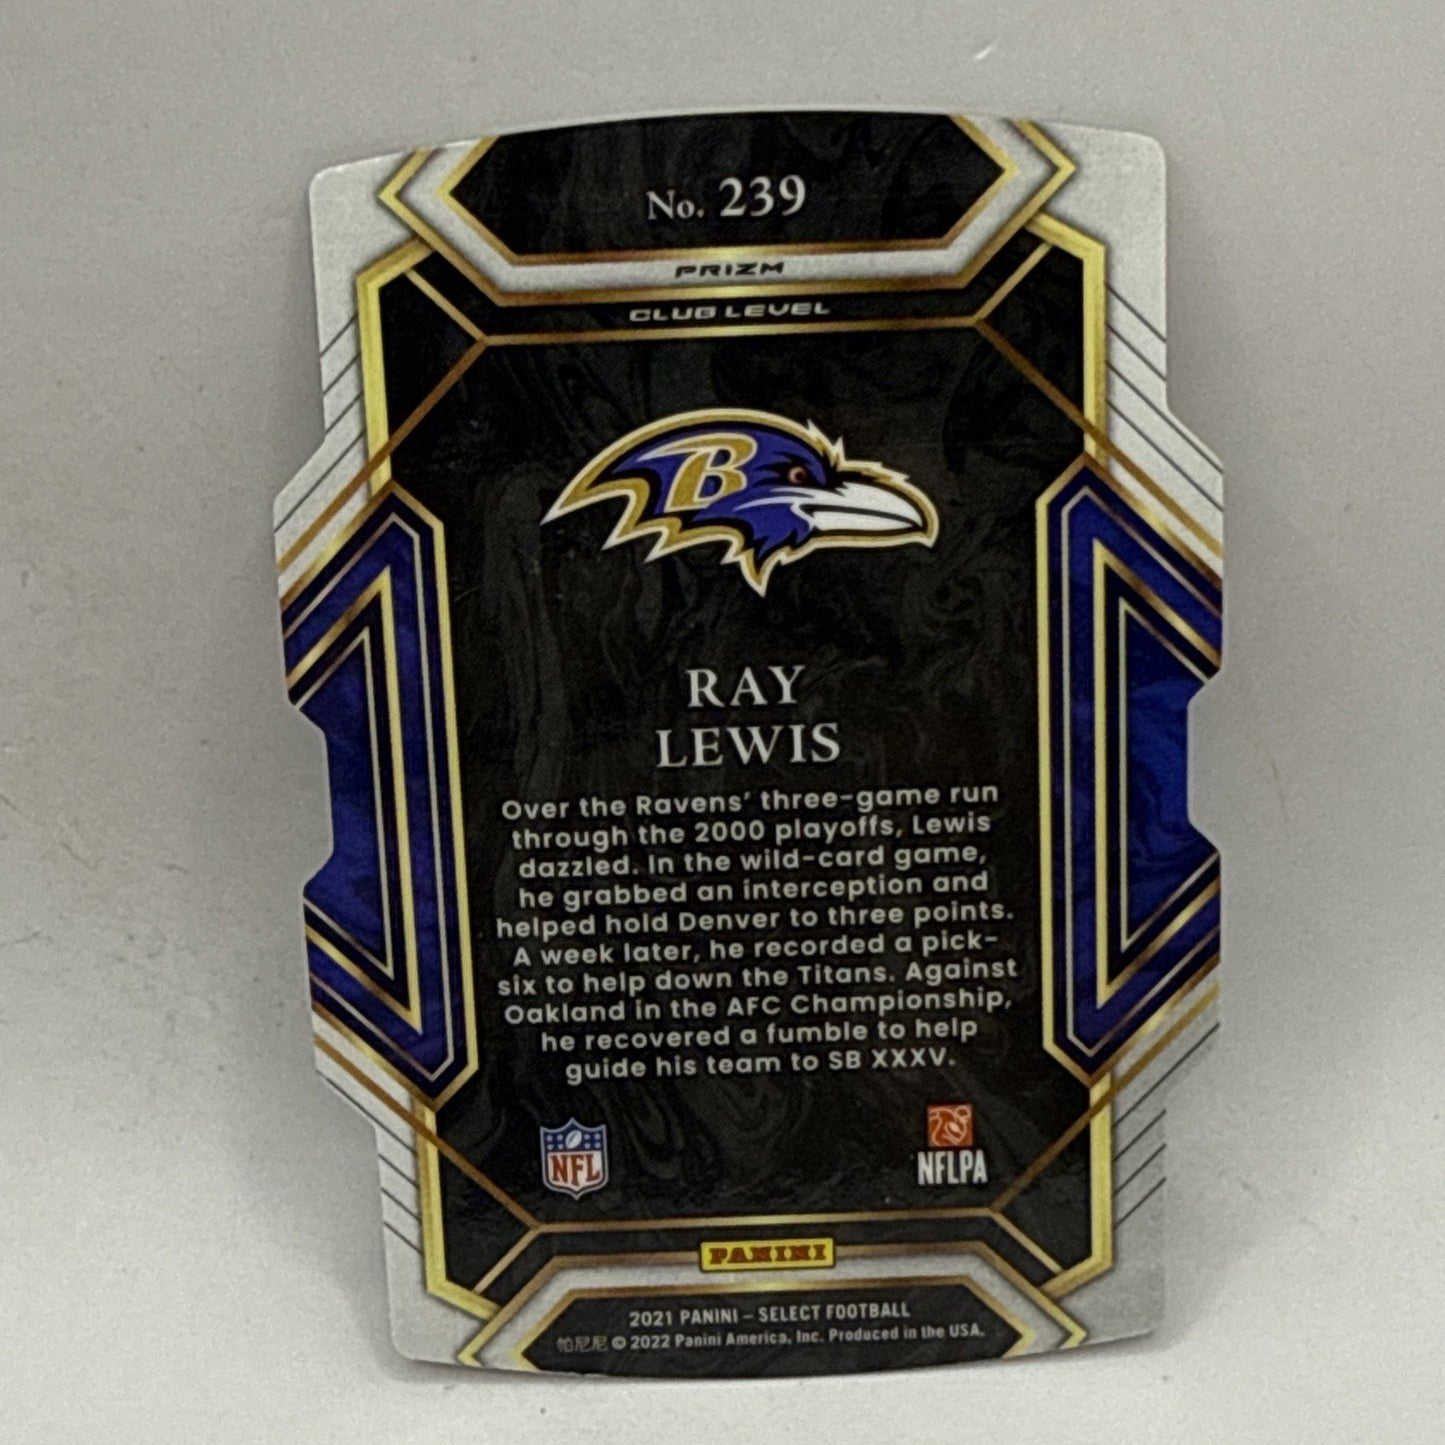 No. 239
PRIZM
CLUB LEVEL
B
RAY
LEWIS
Over the Ravens' three-game run
through the 2000 playoffs, Lewis
dazzled. In the wild-card game,
he grabbed an interception and
helped hold Denver to three points.
A week later, he recorded a pick-
six to help down the Titans. Against
Oakland in the AFC Championship,
he recovered a fumble to help
guide his team to SB XXXV.
NFL
NFLPA
PANINI
2021 PANINI – SELECT FOOTBALL
帕尼尼 © 2022 Panini America, Inc. Produced in the USA.